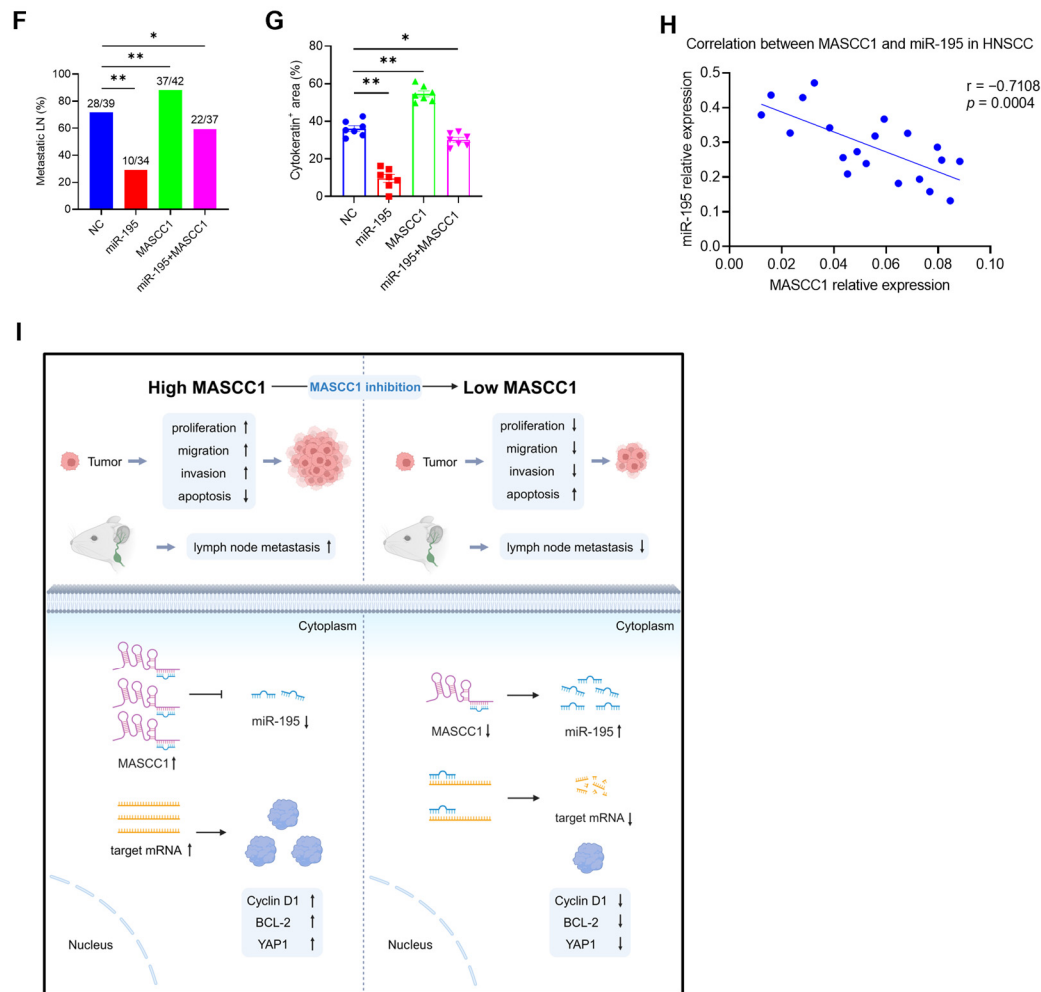 F
*
**
**
Metastatic LN (%)
100
80
60
40
20
0
28/39
10/34
37/42
22/37
NC
miR-195
MASCC1
miR-195+MASCC1
G
*
**
**
Cytokeratin⁺ area (%)
80
60
40
20
0
NC
miR-195
MASCC1
miR-195+MASCC1
H
Correlation between MASCC1 and miR-195 in HNSCC
r = −0.7108
p = 0.0004
miR-195 relative expression
0.5
0.4
0.3
0.2
0.1
0.0
0.00 0.02 0.04 0.06 0.08 0.10
MASCC1 relative expression
I
High MASCC1
MASCC1 inhibition
Low MASCC1
Tumor
proliferation ↑
migration ↑
invasion ↑
apoptosis ↓
Tumor
proliferation ↓
migration ↓
invasion ↓
apoptosis ↑
lymph node metastasis ↑
lymph node metastasis ↓
Cytoplasm
Cytoplasm
MASCC1 ↑
miR-195 ↓
MASCC1 ↓
miR-195 ↑
target mRNA ↑
target mRNA ↓
Cyclin D1 ↑
BCL-2 ↑
YAP1 ↑
Cyclin D1 ↓
BCL-2 ↓
YAP1 ↓
Nucleus
Nucleus